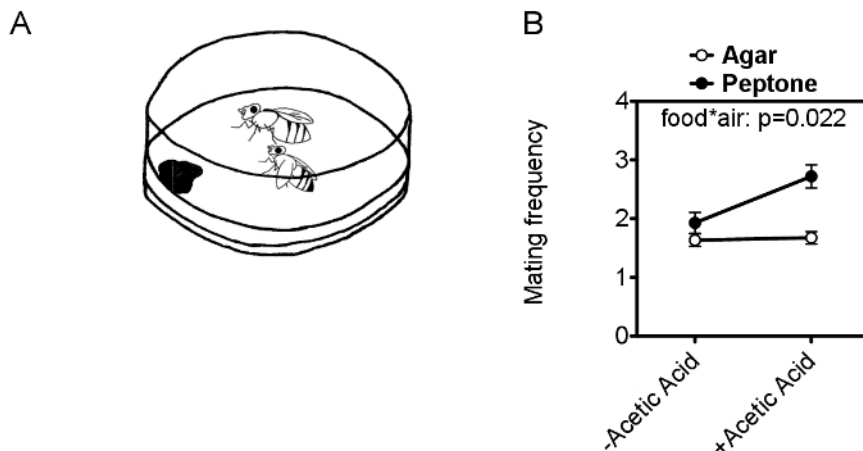 A
B
Agar
Peptone
food*air: p=0.022
4
3
2
1
0
Mating frequency
-Acetic Acid
+Acetic Acid